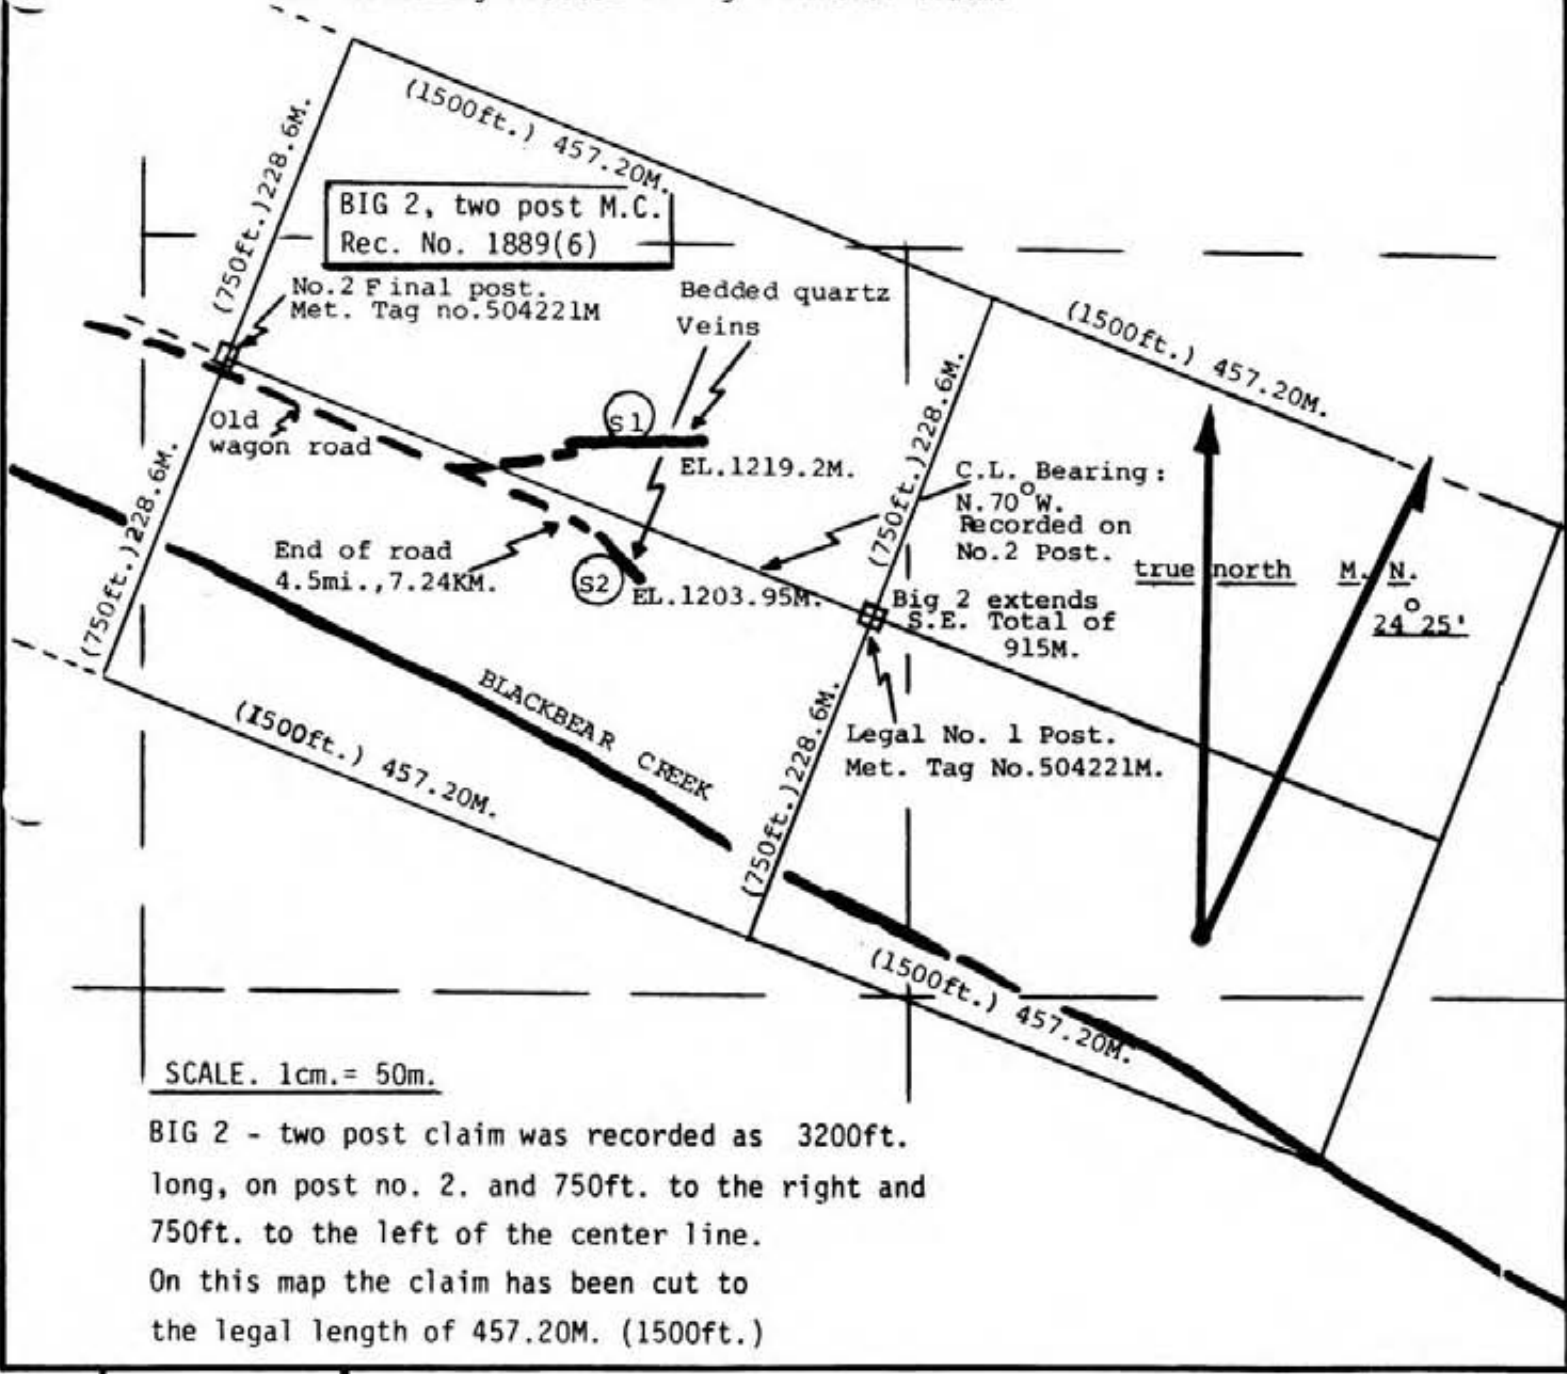 (1500ft.) 457.20M.
(750ft.)228.6M.
BIG 2, two post M.C.
Rec. No. 1889(6)
No.2 Final post.
Met. Tag no.504221M
Bedded quartz
Veins
(1500ft.) 457.20M.
Old
wagon road
S1
EL.1219.2M.
(750ft.)228.6M.
C.L. Bearing:
N.70°W.
Recorded on
No.2 Post.
(750ft.)228.6M.
End of road
4.5mi.,7.24KM.
S2
EL.1203.95M.
true north
M. N.
24°25'
Big 2 extends
S.E. Total of
915M.
BLACKBEAR CREEK
(1500ft.) 457.20M.
(750ft.)228.6M.
Legal No. 1 Post.
Met. Tag No.504221M.
(1500ft.) 457.20M.
SCALE. 1cm.= 50m.
BIG 2 - two post claim was recorded as 3200ft.
long, on post no. 2. and 750ft. to the right and
750ft. to the left of the center line.
On this map the claim has been cut to
the legal length of 457.20M. (1500ft.)